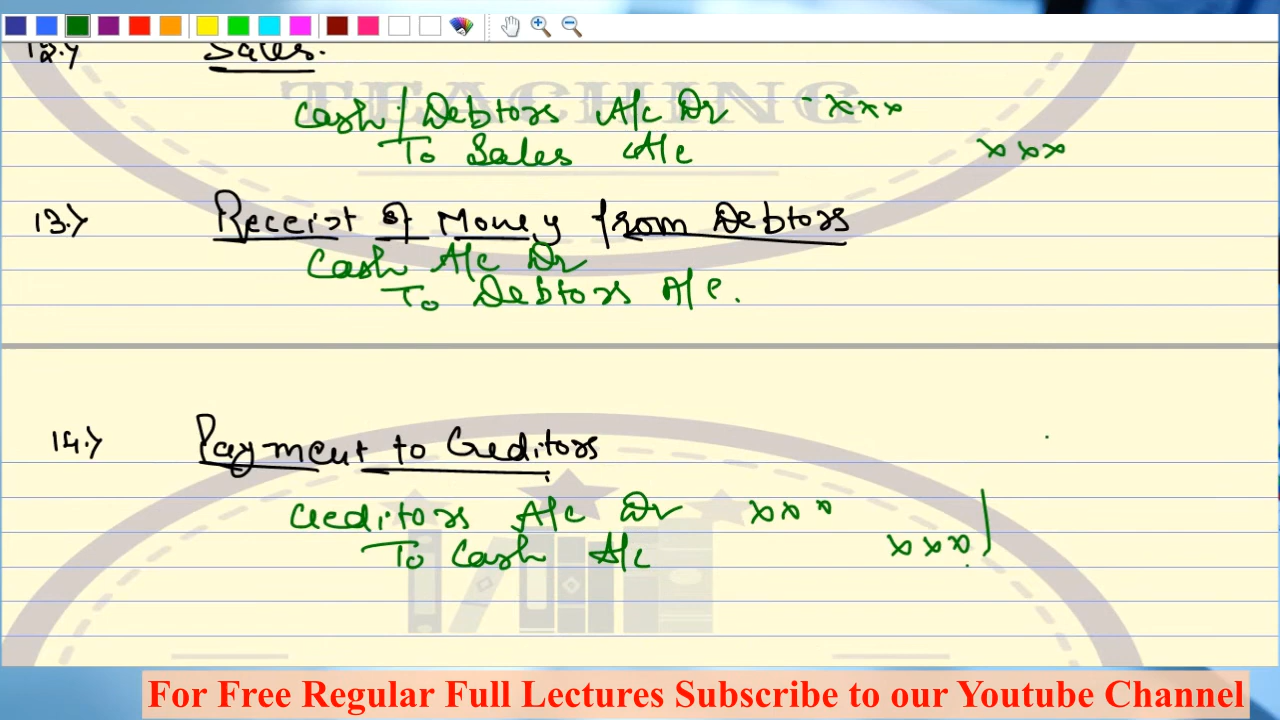 12.) Sales.
Cash/Debtors A/c Dr - xxx
To Sales A/c xxx
TEACHING
13.) Receipt of Money from Debtors
Cash A/c Dr
To Debtors A/c.
14.) Payment to Creditors
Creditors A/c Dr xxx
To Cash A/c xxx
For Free Regular Full Lectures Subscribe to our Youtube Channel